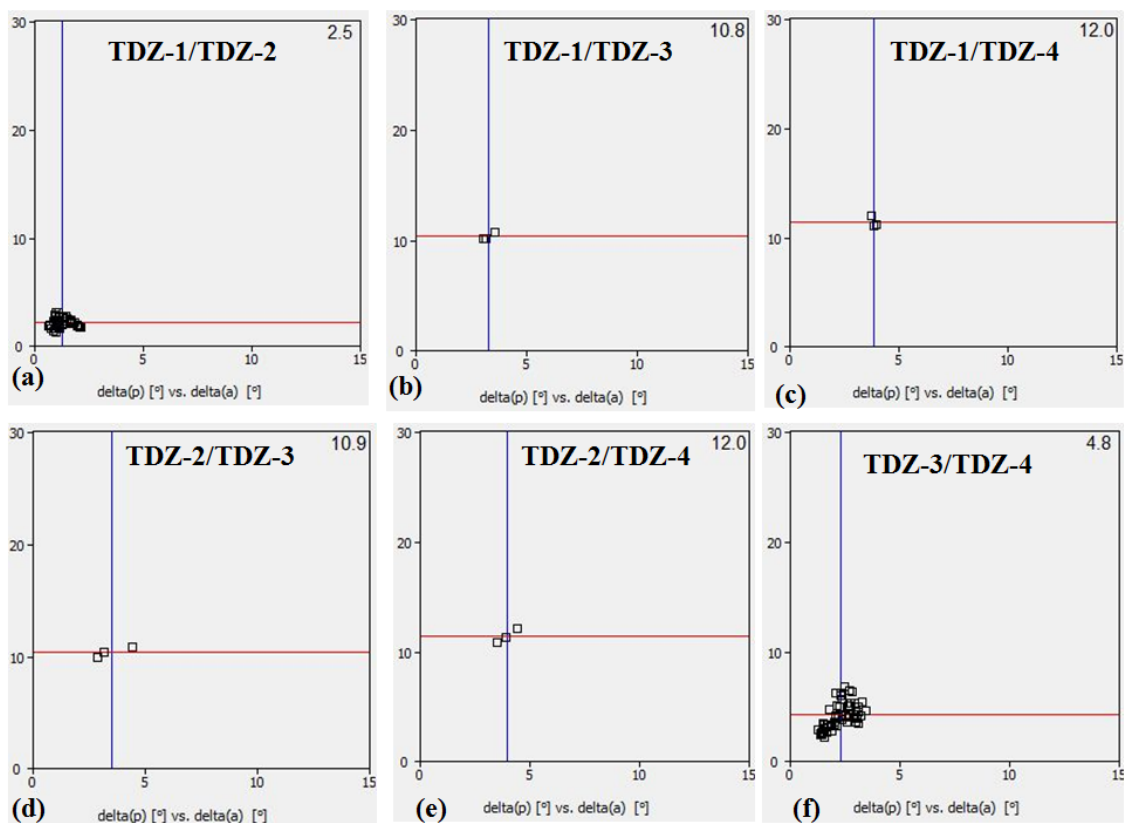 30
2.5
TDZ-1/TDZ-2
20
10
0
0 5 10 15
(a)
delta(p) [º] vs. delta(a) [º]
30
10.8
TDZ-1/TDZ-3
20
10
0
0 5 10 15
(b)
delta(p) [º] vs. delta(a) [º]
30
12.0
TDZ-1/TDZ-4
20
10
0
0 5 10 15
(c)
delta(p) [º] vs. delta(a) [º]
30
10.9
TDZ-2/TDZ-3
20
10
0
0 5 10 15
(d)
delta(p) [º] vs. delta(a) [º]
30
12.0
TDZ-2/TDZ-4
20
10
0
0 5 10 15
(e)
delta(p) [º] vs. delta(a) [º]
30
4.8
TDZ-3/TDZ-4
20
10
0
0 5 10 15
(f)
delta(p) [º] vs. delta(a) [º]